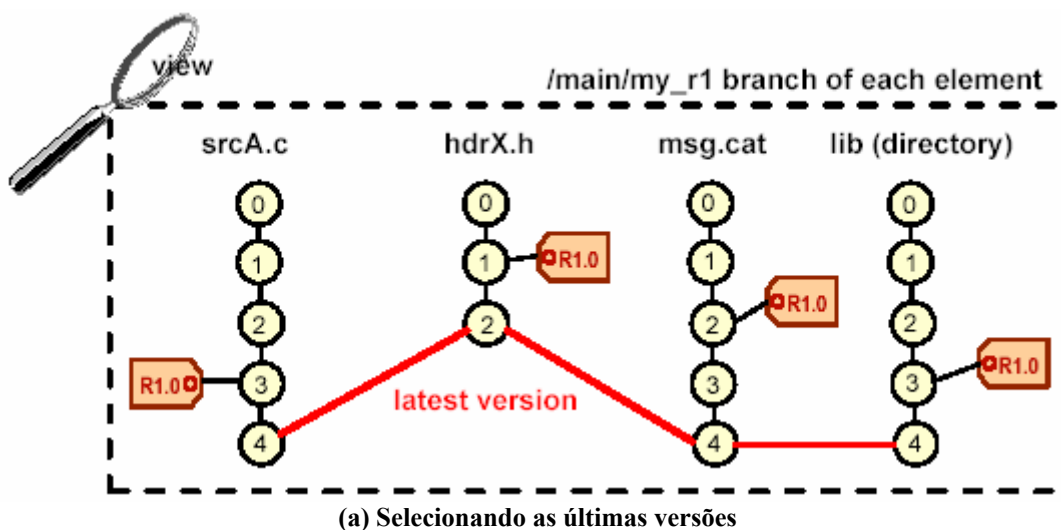 view
/main/my_r1 branch of each element
srcA.c hdrX.h msg.cat lib (directory)
0 0 0 0
1 1 R1.0 1 1
2 2 2 R1.0 2
R1.0 3 3 3 R1.0
latest version
4 4 4
(a) Selecionando as últimas versões